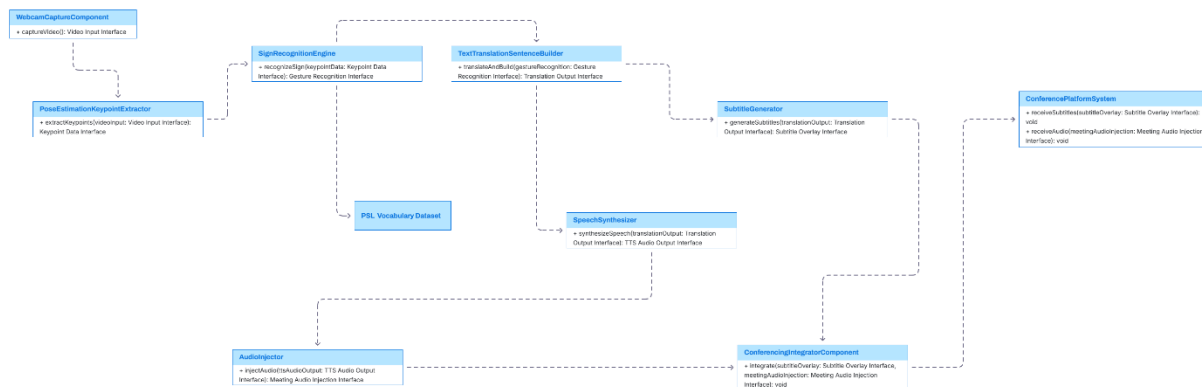 WebcamCaptureComponent
+ captureVideo(): Video Input Interface
SignRecognitionEngine
+ recognizeSign(keypointData: Keypoint Data
Interface): Gesture Recognition Interface
TextTranslationSentenceBuilder
+ translateAndBuild(gestureRecognition: Gesture
Recognition Interface): Translation Output Interface
PoseEstimationKeypointExtractor
+ extractKeypoints(videoInput: Video Input Interface):
Keypoint Data Interface
SubtitleGenerator
+ generateSubtitles(translationOutput: Translation
Output Interface): Subtitle Overlay Interface
ConferencePlatformSystem
+ receiveSubtitles(subtitleOverlay: Subtitle Overlay Interface):
void
+ receiveAudio(meetingAudioInjection: Meeting Audio Injection
Interface): void
PSL Vocabulary Dataset
SpeechSynthesizer
+ synthesizeSpeech(translationOutput: Translation
Output Interface): TTS Audio Output Interface
AudioInjector
+ injectAudio(ttsAudioOutput: TTS Audio Output
Interface): Meeting Audio Injection Interface
ConferencingIntegratorComponent
+ integrate(subtitleOverlay: Subtitle Overlay Interface,
meetingAudioInjection: Meeting Audio Injection
Interface): void